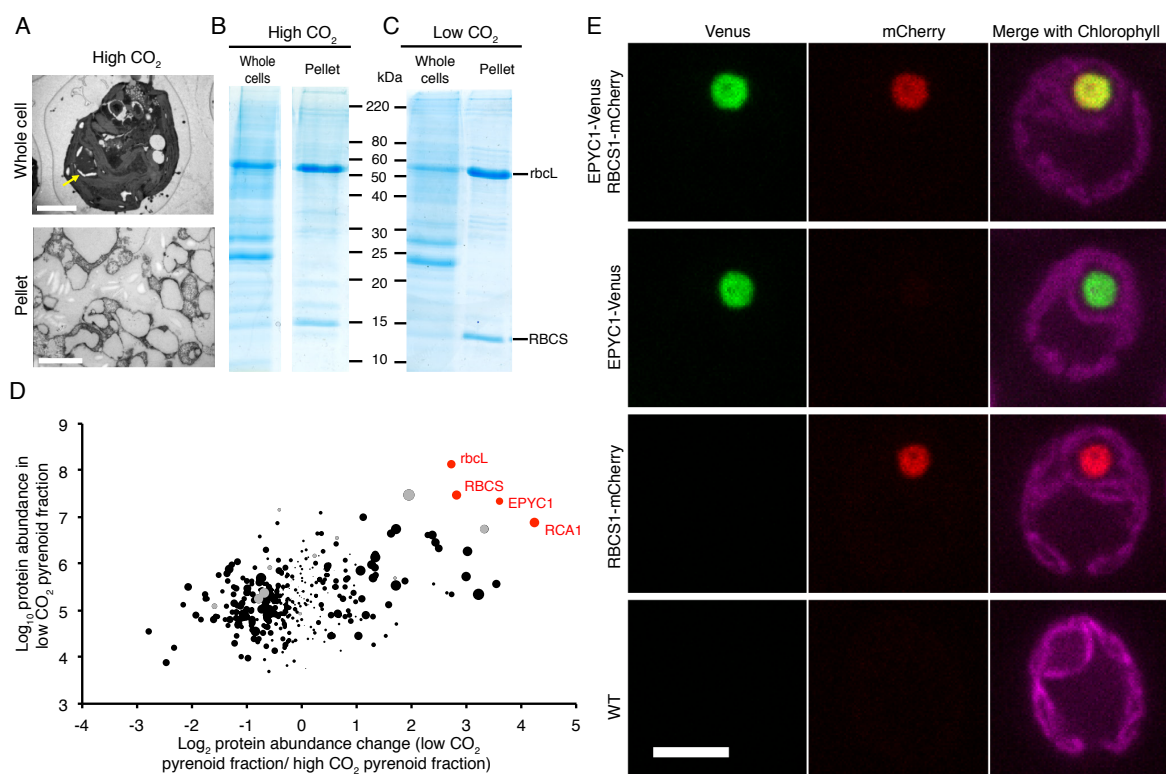 A
High CO2
Whole cell
Pellet
B
High CO2
Whole cells
Pellet
kDa
220
80
60
50
40
30
25
20
15
10
C
Low CO2
Whole cells
Pellet
rbcL
RBCS
D
9
8
7
6
5
4
3
-4
-3
-2
-1
0
1
2
3
4
5
rbcL
RBCS
EPYC1
RCA1
Log10 protein abundance in
low CO2 pyrenoid fraction
Log2 protein abundance change (low CO2
pyrenoid fraction/ high CO2 pyrenoid fraction)
E
Venus
mCherry
Merge with Chlorophyll
EPYC1-Venus
RBCS1-mCherry
EPYC1-Venus
RBCS1-mCherry
WT